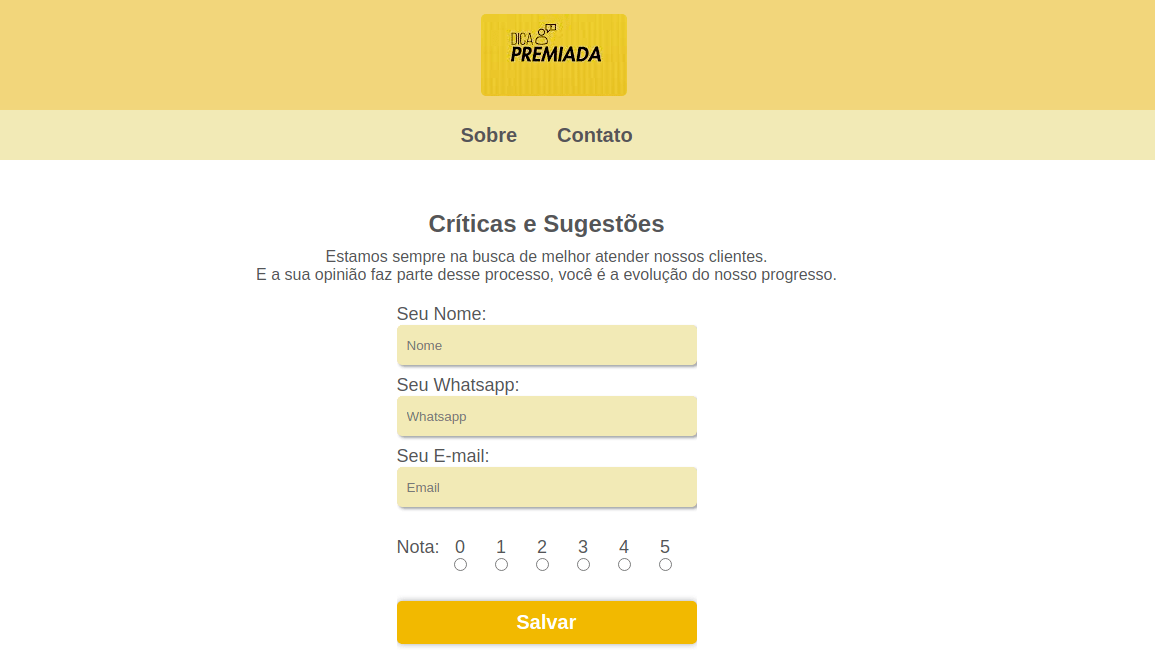 DICA
PREMIADA
Sobre Contato
Críticas e Sugestões
Estamos sempre na busca de melhor atender nossos clientes.
E a sua opinião faz parte desse processo, você é a evolução do nosso progresso.
Seu Nome:
Nome
Seu Whatsapp:
Whatsapp
Seu E-mail:
Email
Nota: 0 1 2 3 4 5
Salvar